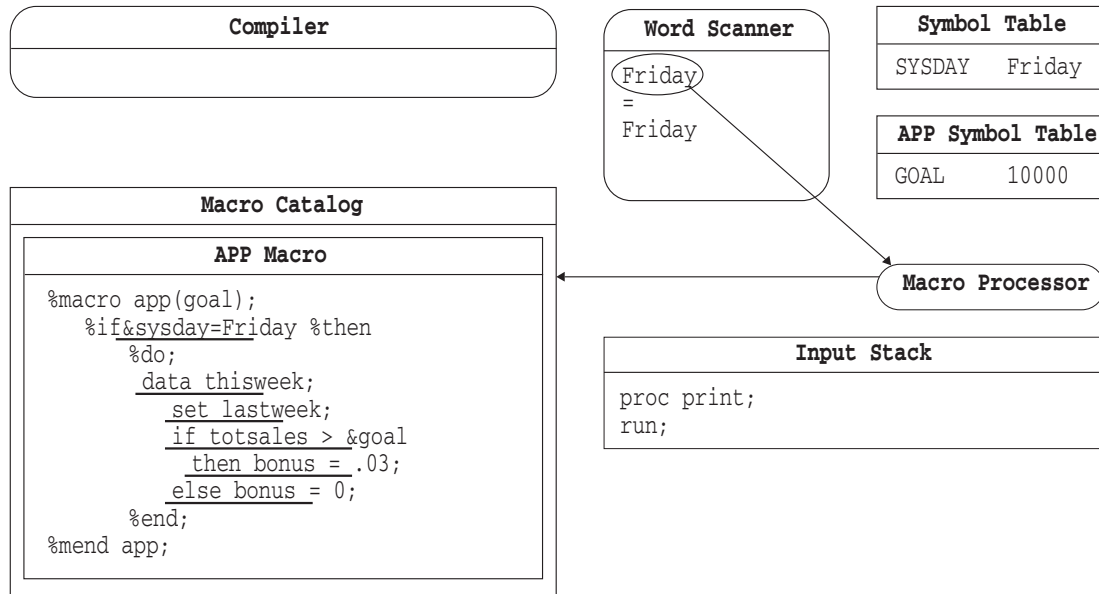 Compiler
Word Scanner
Friday
=
Friday
Symbol Table
SYSDAY Friday
APP Symbol Table
GOAL 10000
Macro Catalog
APP Macro
%macro app(goal);
%if&sysday=Friday %then
%do;
data thisweek;
set lastweek;
if totsales > &goal
then bonus = .03;
else bonus = 0;
%end;
%mend app;
Macro Processor
Input Stack
proc print;
run;